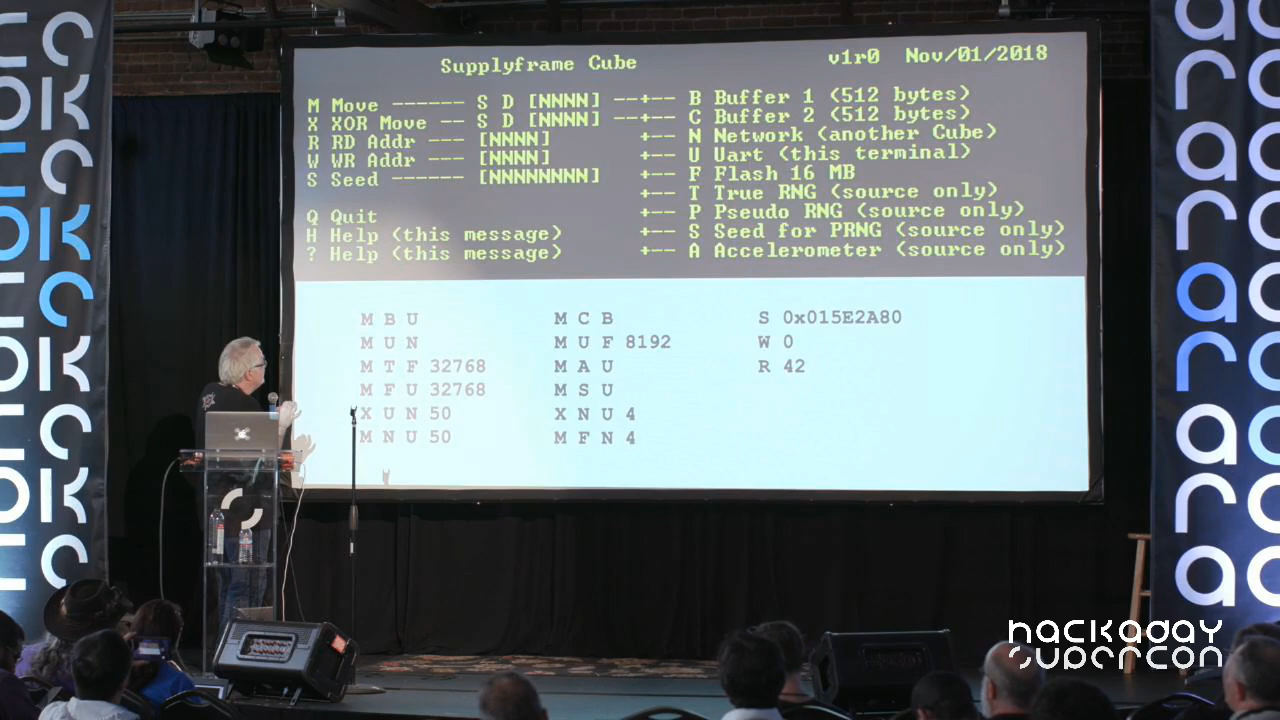 Supplyframe Cube v1r0 Nov/01/2018
M Move ------ S D [NNNN] --+-- B Buffer 1 (512 bytes)
X XOR Move -- S D [NNNN] --+-- C Buffer 2 (512 bytes)
R RD Addr --- [NNNN] +-- N Network (another Cube)
W WR Addr --- [NNNN] +-- U Uart (this terminal)
S Seed ------ [NNNNNNNN] +-- F Flash 16 MB
+-- T True RNG (source only)
Q Quit +-- P Pseudo RNG (source only)
H Help (this message) +-- S Seed for PRNG (source only)
? Help (this message) +-- A Accelerometer (source only)
M B U M C B S 0x015E2A80
M U N M U F 8192 W 0
M T F 32768 M A U R 42
M F U 32768 M S U
X U N 50 X N U 4
M N U 50 M F N 4
hackaday
supercon